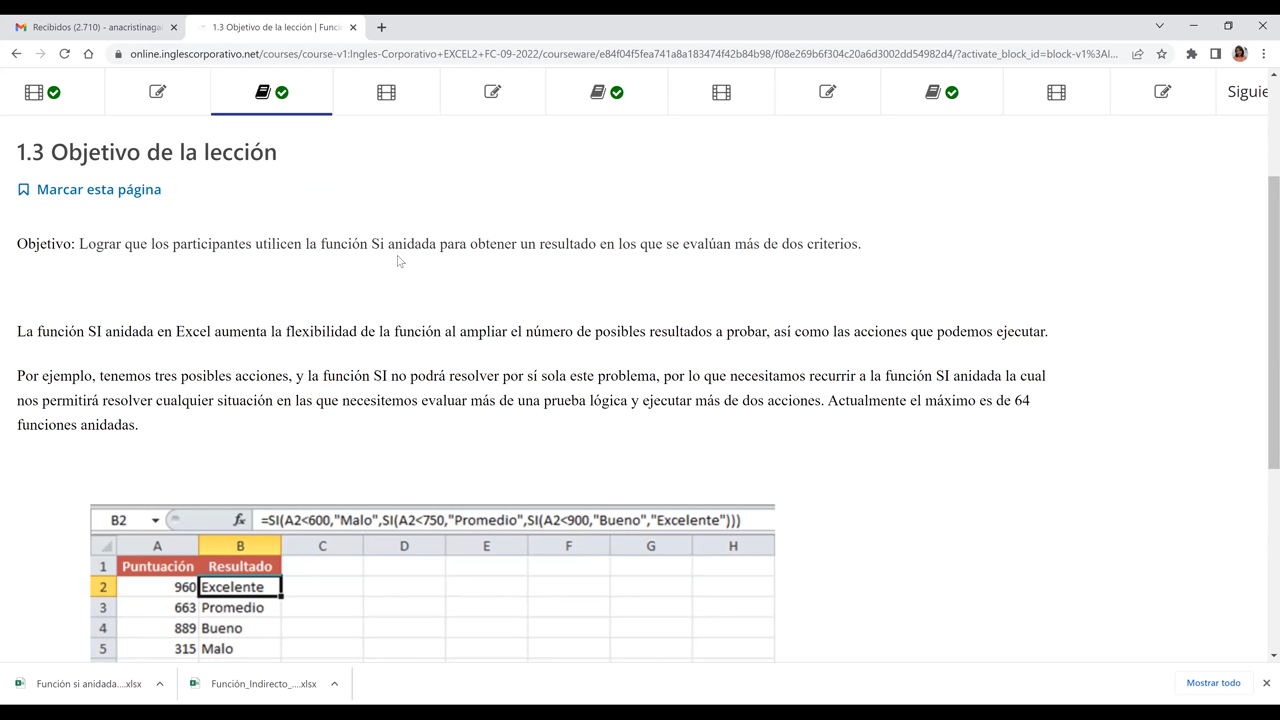 Recibidos (2.710) - anacristinaga
1.3 Objetivo de la lección | Funci
online.inglescorporativo.net/courses/course-v1:Ingles-Corporativo+EXCEL2+FC-09-2022/courseware/e84f04f5fea741a8a183474f42b84b98/f08e269b6f304c20a6d3002dd54982d4/?activate_block_id=block-v1%3AI...
Siguie
1.3 Objetivo de la lección
Marcar esta página
Objetivo: Lograr que los participantes utilicen la función Si anidada para obtener un resultado en los que se evalúan más de dos criterios.
La función SI anidada en Excel aumenta la flexibilidad de la función al ampliar el número de posibles resultados a probar, así como las acciones que podemos ejecutar.
Por ejemplo, tenemos tres posibles acciones, y la función SI no podrá resolver por sí sola este problema, por lo que necesitamos recurrir a la función SI anidada la cual
nos permitirá resolver cualquier situación en las que necesitemos evaluar más de una prueba lógica y ejecutar más de dos acciones. Actualmente el máximo es de 64
funciones anidadas.
B2 fx =SI(A2<600,"Malo",SI(A2<750,"Promedio",SI(A2<900,"Bueno","Excelente")))
A B C D E F G H
1 Puntuación Resultado
2 960 Excelente
3 663 Promedio
4 889 Bueno
5 315 Malo
Función si anidada....xlsx
Función_Indirecto_....xlsx
Mostrar todo